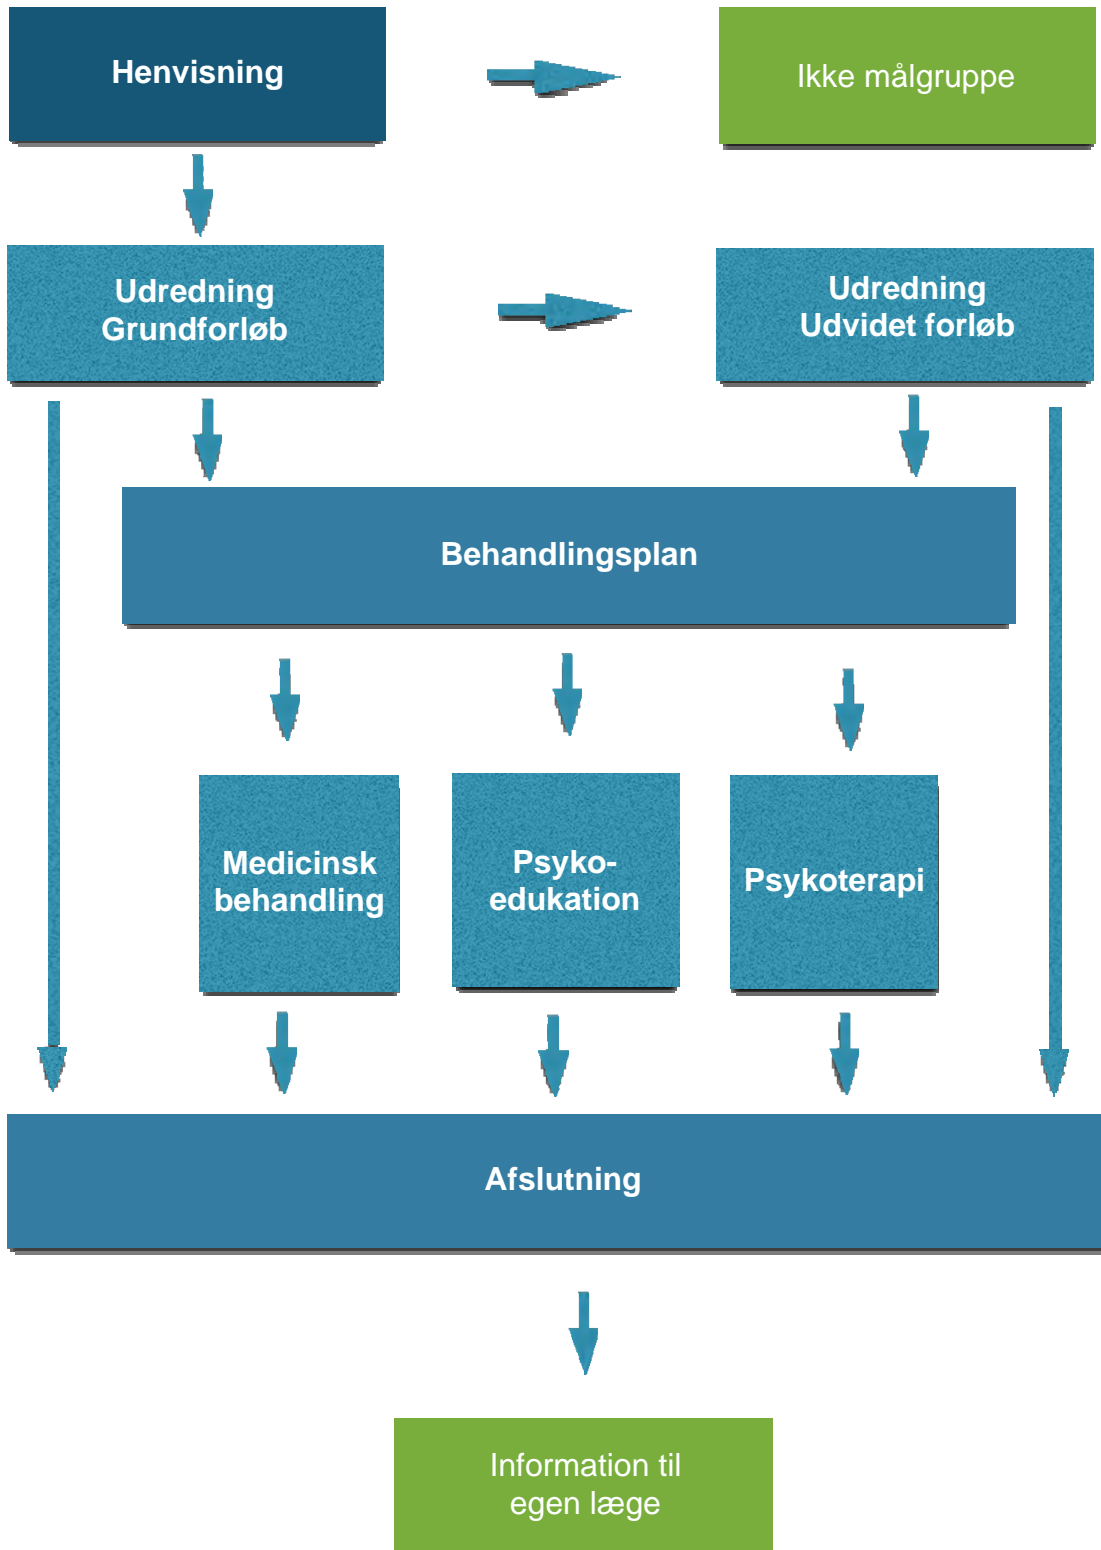 Henvisning
Ikke målgruppe
Udredning
Grundforløb
Udredning
Udvidet forløb
Behandlingsplan
Medicinsk
behandling
Psyko-
edukation
Psykoterapi
Afslutning
Information til
egen læge